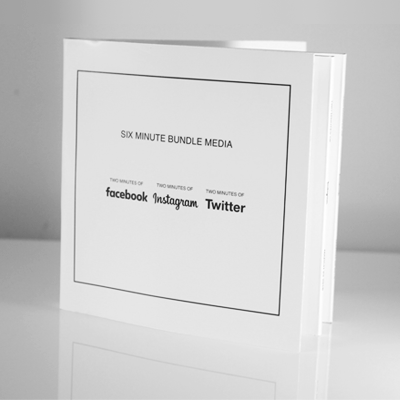 SIX MINUTE BUNDLE MEDIA
TWO MINUTES OF TWO MINUTES OF TWO MINUTES OF
facebook Instagram Twitter